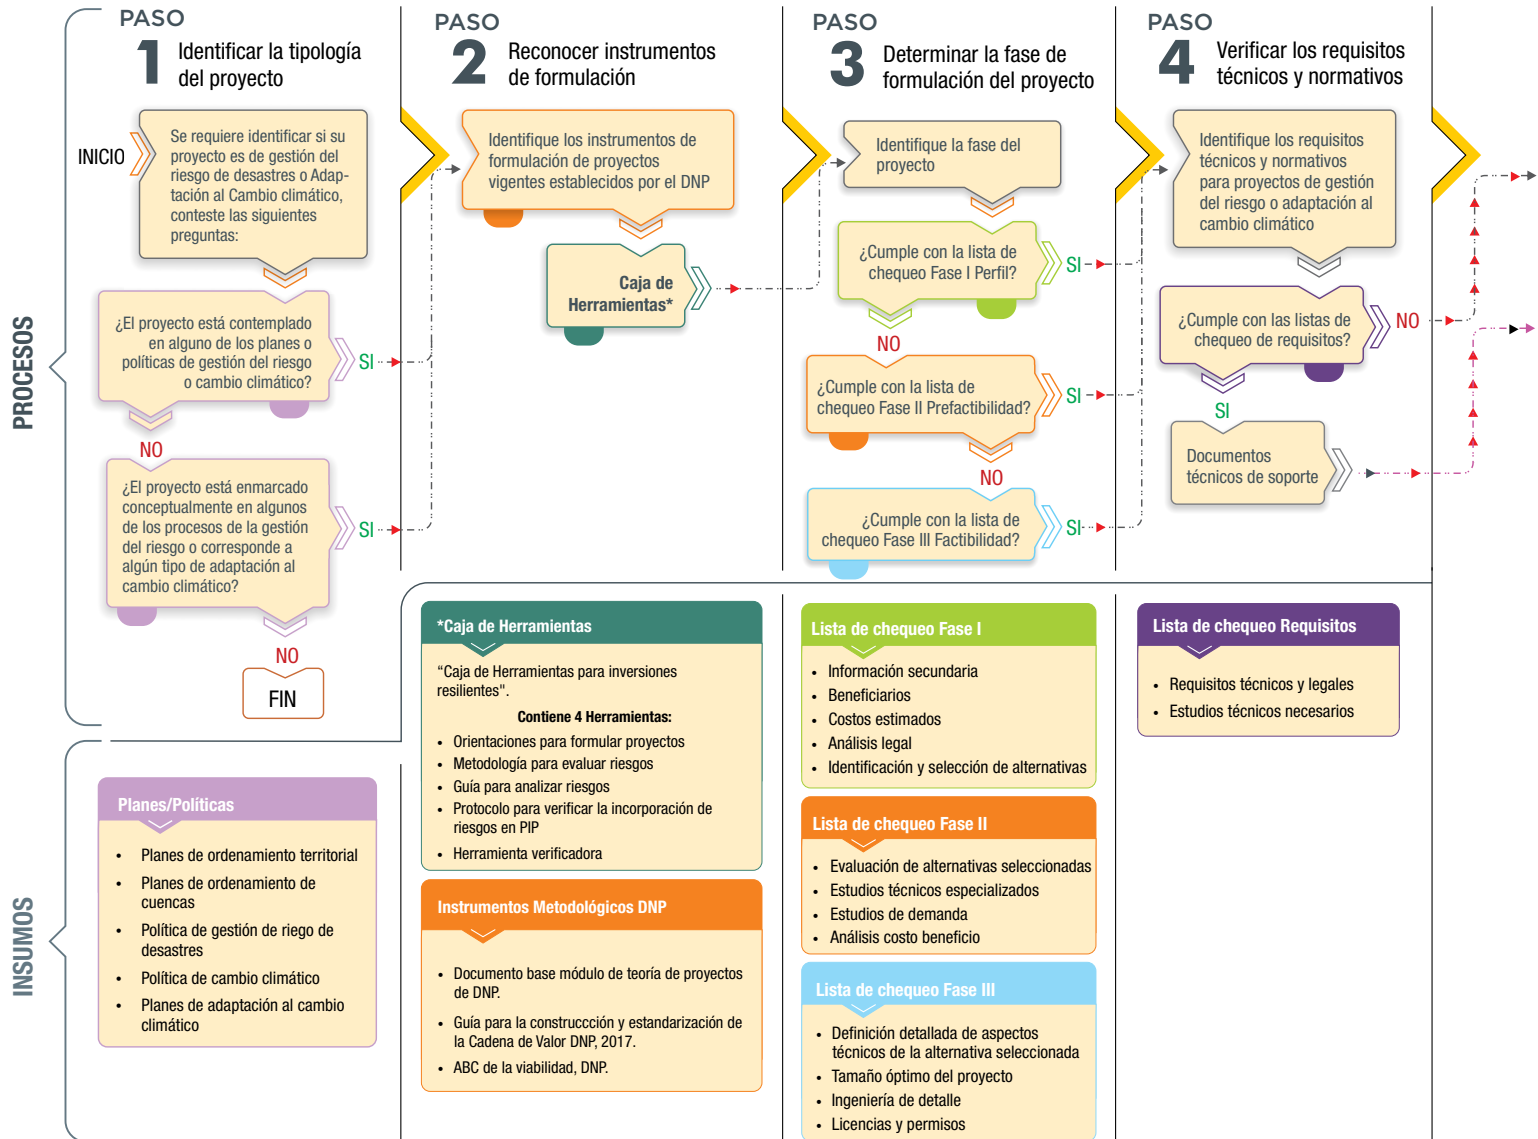 PROCESOS
PASO
1
Identificar la tipología
del proyecto
INICIO
Se requiere identificar si su
proyecto es de gestión del
riesgo de desastres o Adap-
tación al Cambio climático,
conteste las siguientes
preguntas:
¿El proyecto está contemplado
en alguno de los planes o
políticas de gestión del riesgo
o cambio climático?
SI
NO
¿El proyecto está enmarcado
conceptualmente en algunos
de los procesos de la gestión
del riesgo o corresponde a
algún tipo de adaptación al
cambio climático?
SI
NO
FIN
PASO
2
Reconocer instrumentos
de formulación
Identifique los instrumentos de
formulación de proyectos
vigentes establecidos por el DNP
Caja de
Herramientas*
PASO
3
Determinar la fase de
formulación del proyecto
Identifique la fase del
proyecto
¿Cumple con la lista de
chequeo Fase I Perfil?
SI
NO
¿Cumple con la lista de
chequeo Fase II Prefactibilidad?
SI
NO
¿Cumple con la lista de
chequeo Fase III Factibilidad?
SI
PASO
4
Verificar los requisitos
técnicos y normativos
Identifique los requisitos
técnicos y normativos
para proyectos de gestión
del riesgo o adaptación al
cambio climático
¿Cumple con las listas de
chequeo de requisitos?
NO
SI
Documentos
técnicos de soporte
INSUMOS
Planes/Políticas
• Planes de ordenamiento territorial
• Planes de ordenamiento de
cuencas
• Política de gestión de riego de
desastres
• Política de cambio climático
• Planes de adaptación al cambio
climático
*Caja de Herramientas
“Caja de Herramientas para inversiones
resilientes".
Contiene 4 Herramientas:
• Orientaciones para formular proyectos
• Metodología para evaluar riesgos
• Guía para analizar riesgos
• Protocolo para verificar la incorporación de
riesgos en PIP
• Herramienta verificadora
Instrumentos Metodológicos DNP
• Documento base módulo de teoría de proyectos
de DNP.
• Guía para la construccción y estandarización de
la Cadena de Valor DNP, 2017.
• ABC de la viabilidad, DNP.
Lista de chequeo Fase I
• Información secundaria
• Beneficiarios
• Costos estimados
• Análisis legal
• Identificación y selección de alternativas
Lista de chequeo Fase II
• Evaluación de alternativas seleccionadas
• Estudios técnicos especializados
• Estudios de demanda
• Análisis costo beneficio
Lista de chequeo Fase III
• Definición detallada de aspectos
técnicos de la alternativa seleccionada
• Tamaño óptimo del proyecto
• Ingeniería de detalle
• Licencias y permisos
Lista de chequeo Requisitos
• Requisitos técnicos y legales
• Estudios técnicos necesarios